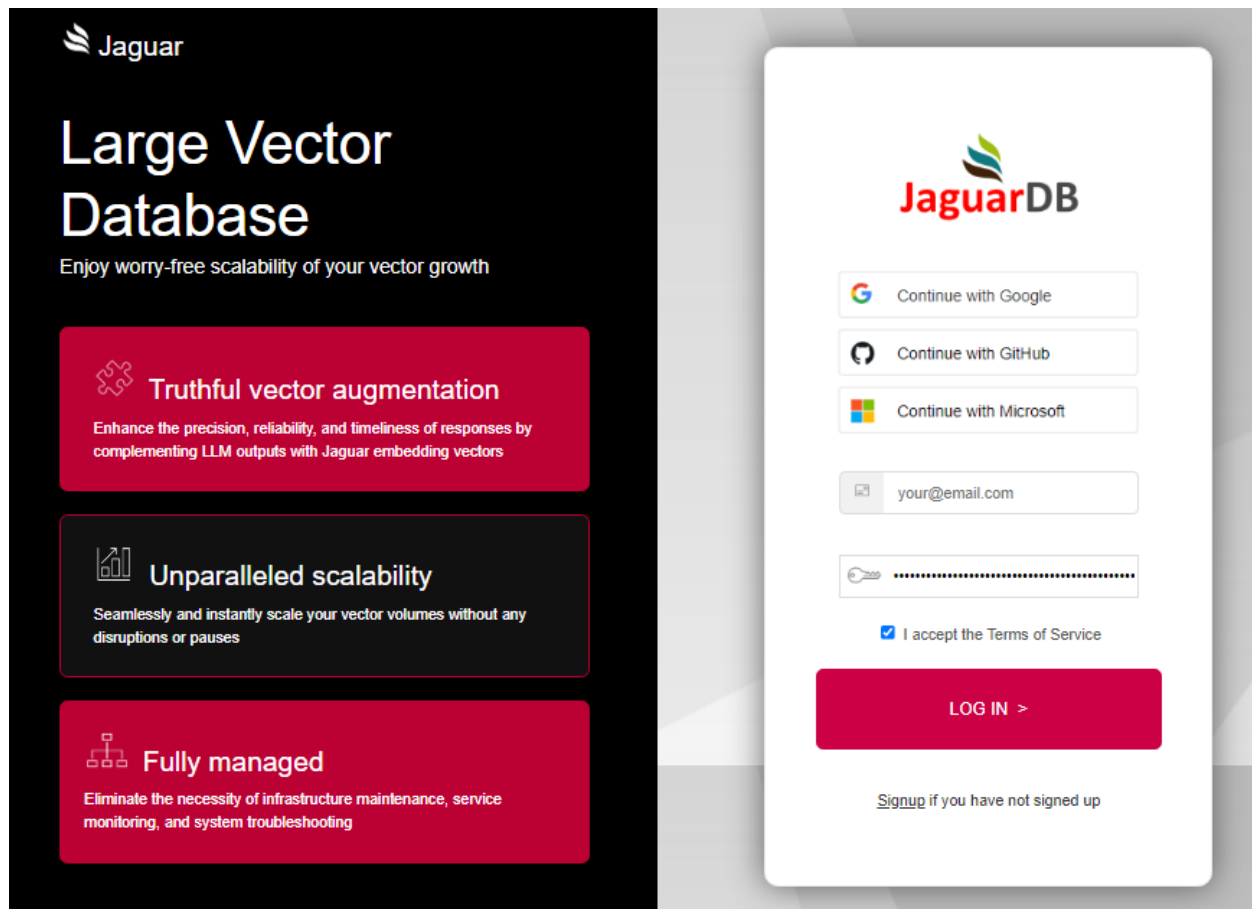 Jaguar
Large Vector
Database
Enjoy worry-free scalability of your vector growth
Truthful vector augmentation
Enhance the precision, reliability, and timeliness of responses by
complementing LLM outputs with Jaguar embedding vectors
Unparalleled scalability
Seamlessly and instantly scale your vector volumes without any
disruptions or pauses
Fully managed
Eliminate the necessity of infrastructure maintenance, service
monitoring, and system troubleshooting
JaguarDB
Continue with Google
Continue with GitHub
Continue with Microsoft
your@email.com
I accept the Terms of Service
LOG IN >
Signup if you have not signed up